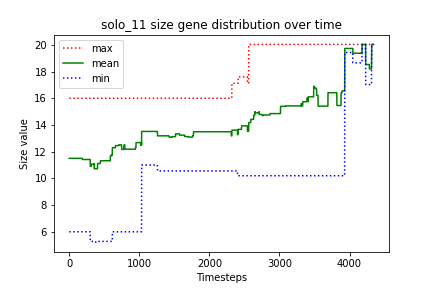 solo_11 size gene distribution over time
max
mean
min
Size value
20
18
16
14
12
10
8
6
0
1000
2000
3000
4000
Timesteps